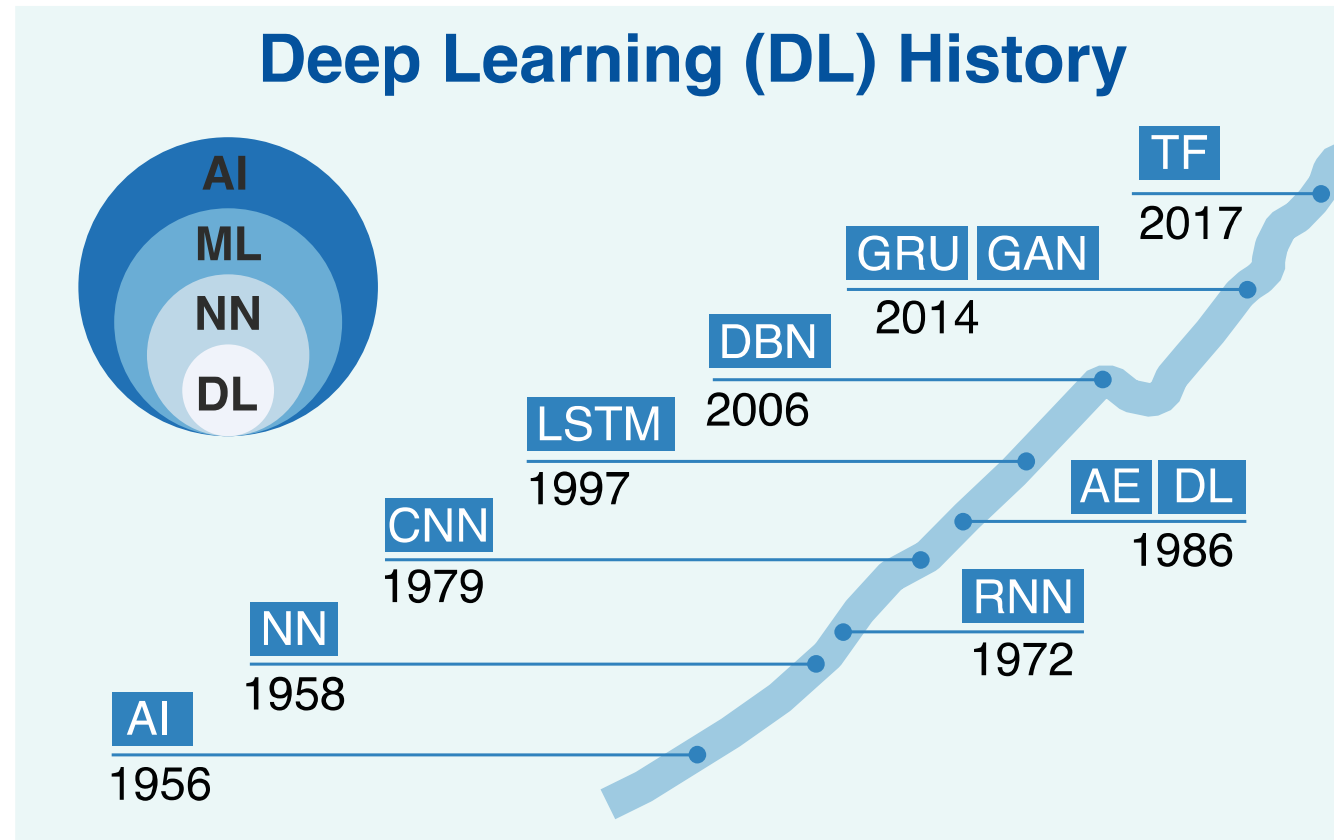 Deep Learning (DL) History
AI
ML
NN
DL
TF
2017
GRU GAN
2014
DBN
2006
LSTM
1997
AE DL
1986
CNN
1979
RNN
1972
NN
1958
AI
1956